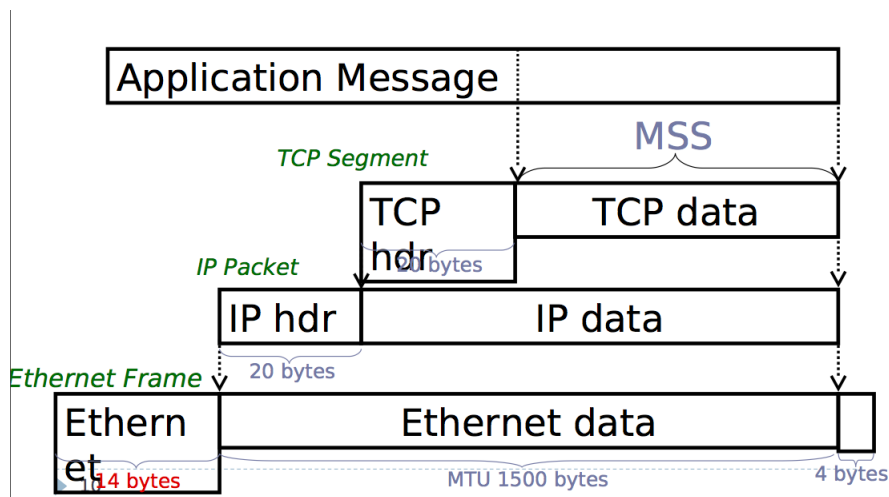 Application Message
MSS
TCP Segment
TCP
hdr
TCP data
20 bytes
IP Packet
IP hdr
IP data
20 bytes
Ethernet Frame
Ethern
et
Ethernet data
10
14 bytes
MTU 1500 bytes
4 bytes